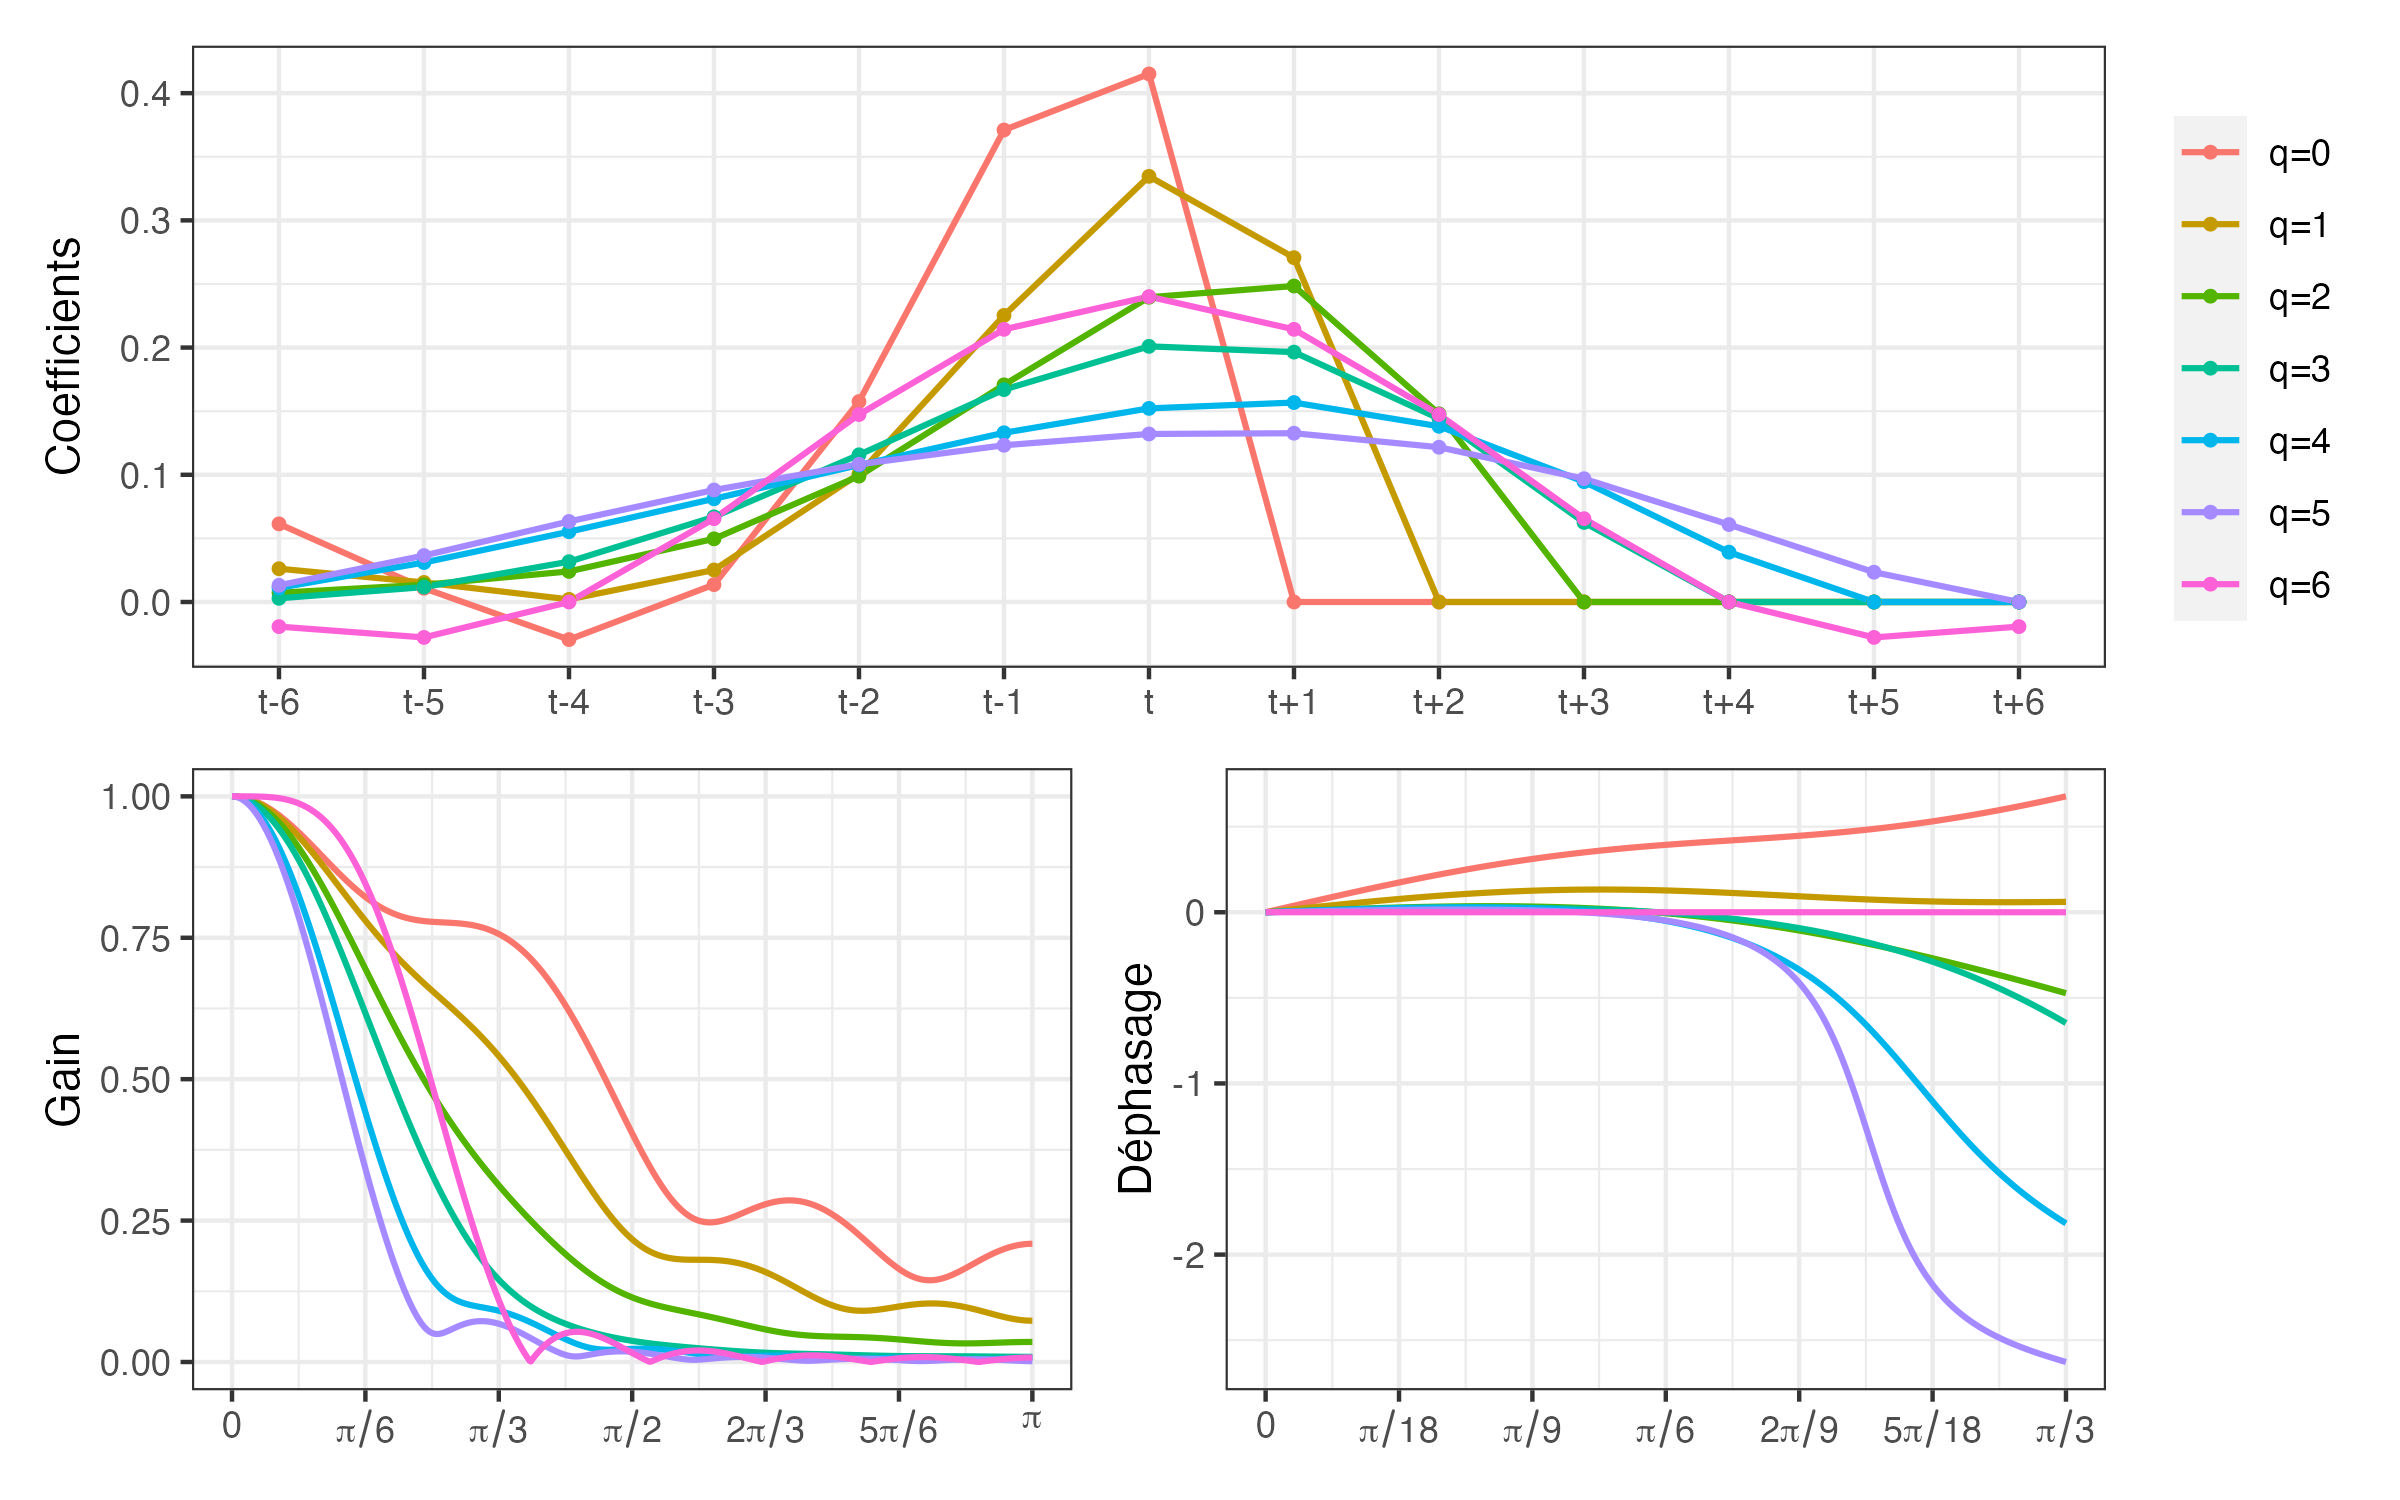 Coefficients
0.4
0.3
0.2
0.1
0.0
t-6 t-5 t-4 t-3 t-2 t-1 t t+1 t+2 t+3 t+4 t+5 t+6
q=0
q=1
q=2
q=3
q=4
q=5
q=6
Gain
1.00
0.75
0.50
0.25
0.00
0 π/6 π/3 π/2 2π/3 5π/6 π
Déphasage
0
-1
-2
0 π/18 π/9 π/6 2π/9 5π/18 π/3